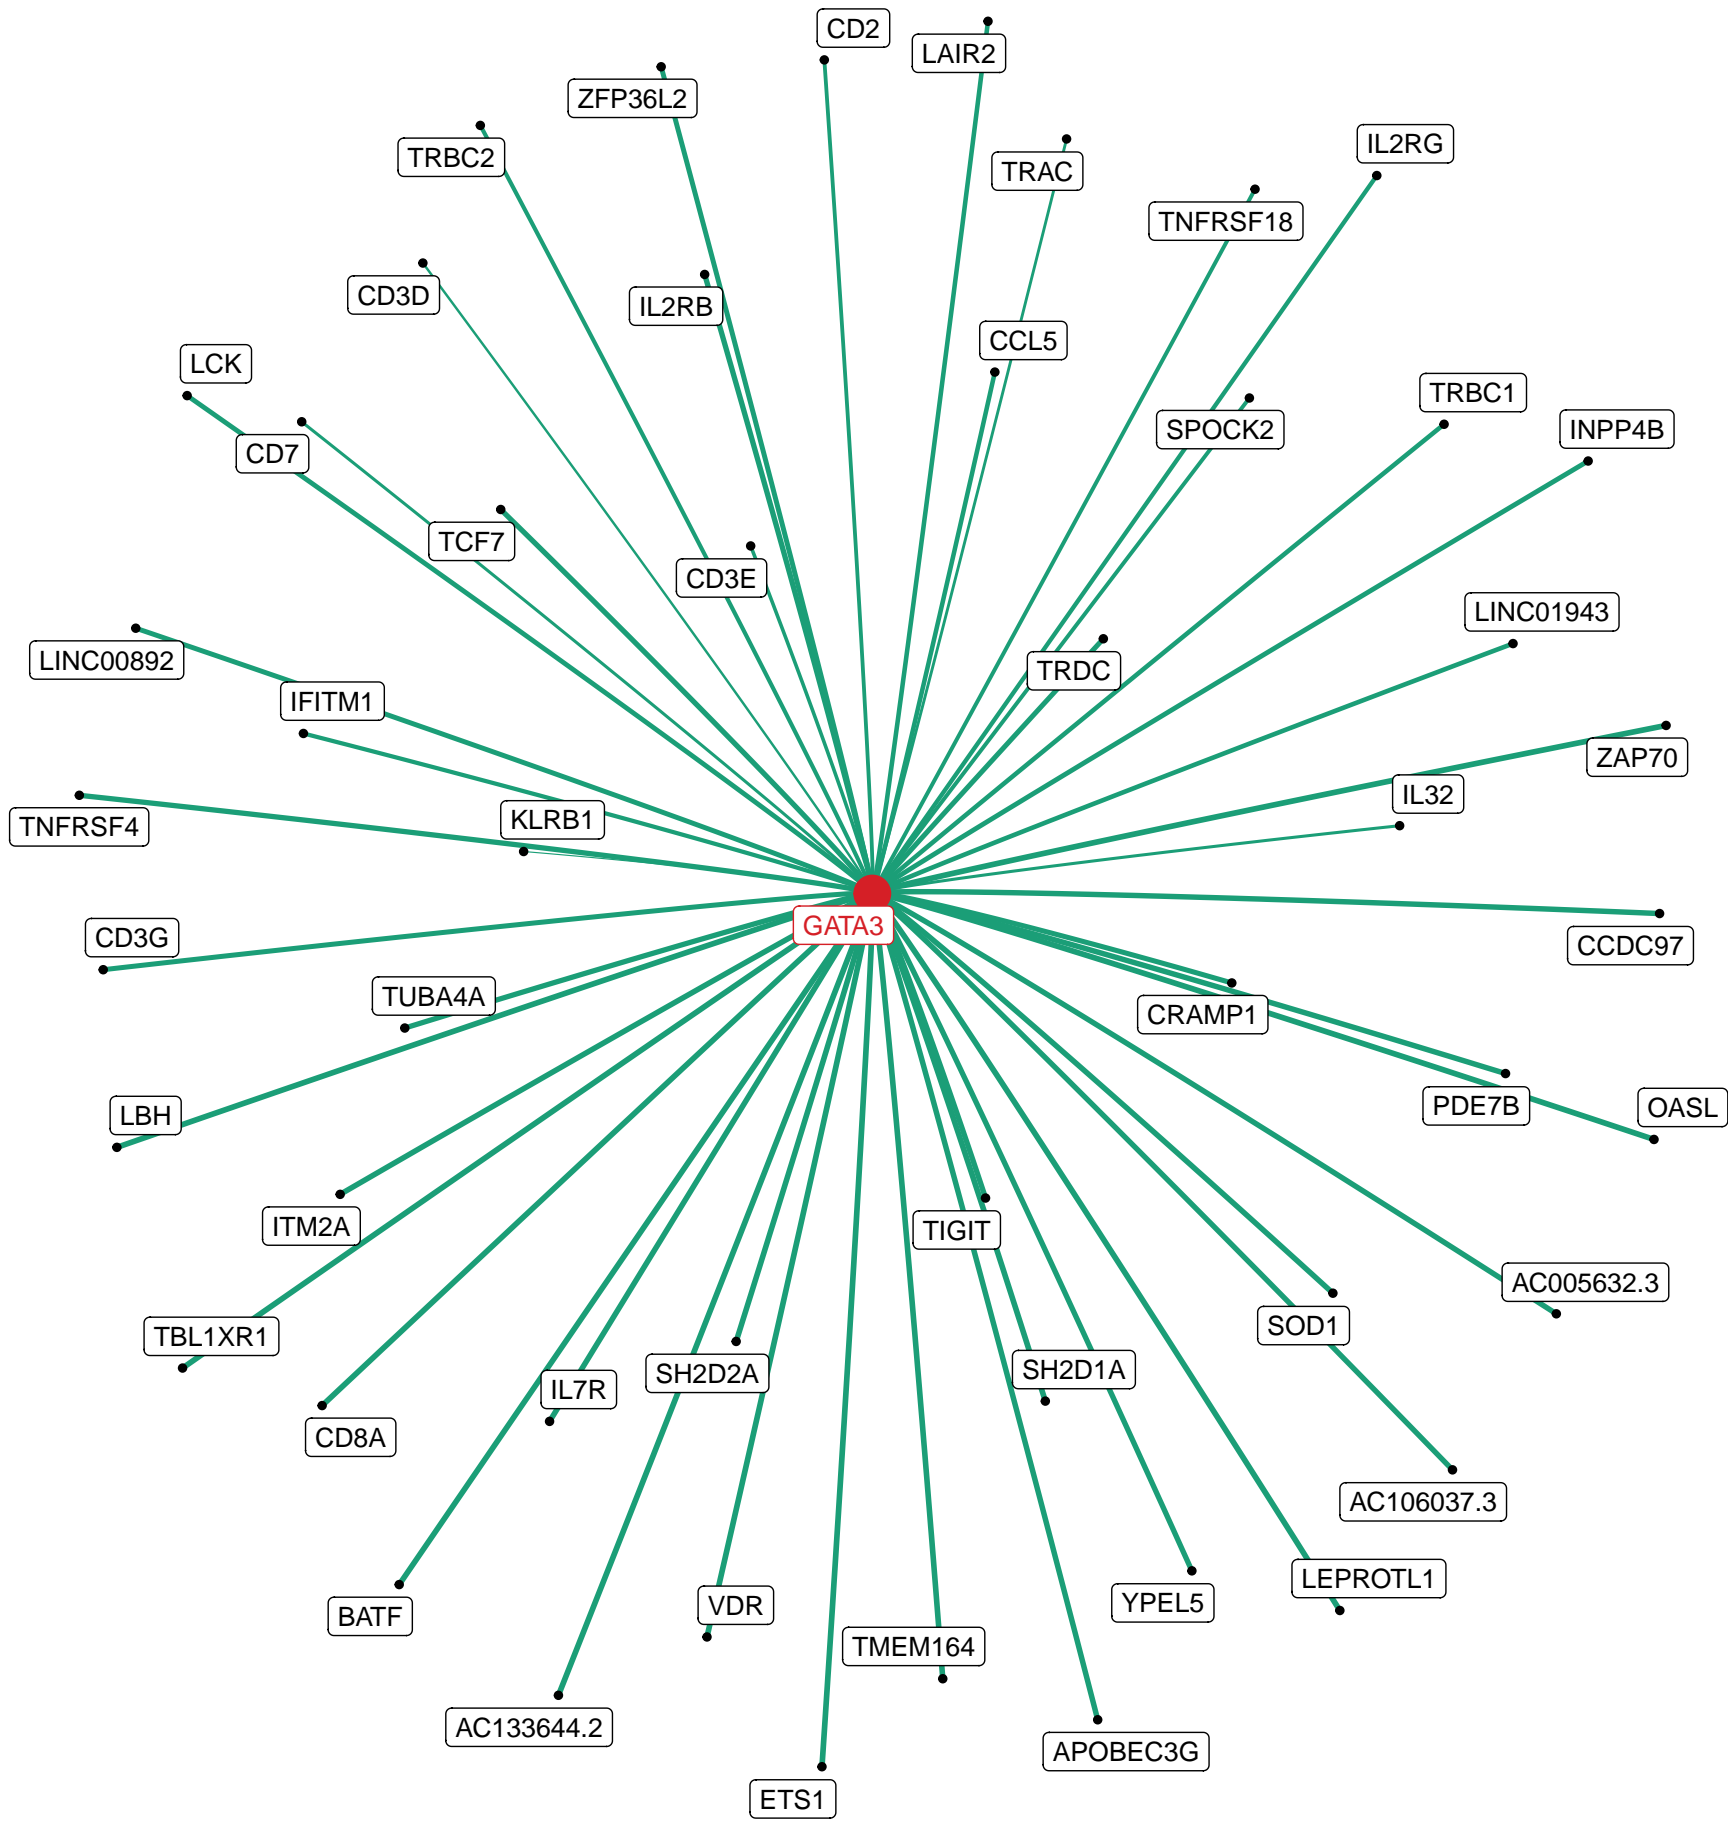 CD2
LAIR2
ZFP36L2
TRBC2
IL2RG
TRAC
TNFRSF18
CD3D
IL2RB
CCL5
LCK
TRBC1
INPP4B
SPOCK2
CD7
TCF7
CD3E
LINC01943
LINC00892
TRDC
IFITM1
ZAP70
IL32
KLRB1
TNFRSF4
GATA3
CD3G
CCDC97
TUBA4A
CRAMP1
PDE7B
OASL
LBH
ITM2A
TIGIT
AC005632.3
SOD1
TBL1XR1
SH2D1A
SH2D2A
IL7R
CD8A
AC106037.3
LEPROTL1
YPEL5
VDR
BATF
TMEM164
AC133644.2
APOBEC3G
ETS1